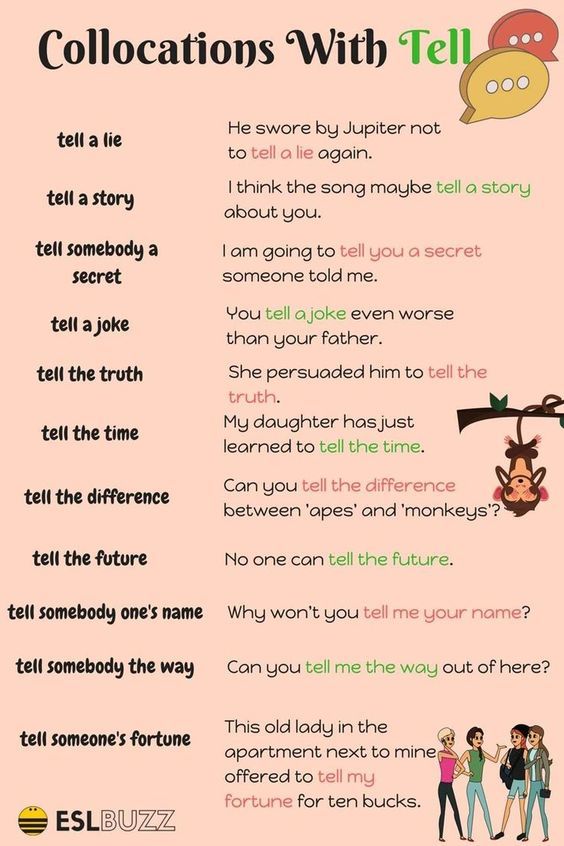 Collocations With Tell
tell a lie
He swore by Jupiter not
to tell a lie again.
tell a story
I think the song maybe tell a story
about you.
tell somebody a
secret
I am going to tell you a secret
someone told me.
tell a joke
You tell a joke even worse
than your father.
tell the truth
She persuaded him to tell the
truth.
tell the time
My daughter has just
learned to tell the time.
tell the difference
Can you tell the difference
between 'apes' and 'monkeys'?
tell the future
No one can tell the future.
tell somebody one's name
Why won't you tell me your name?
tell somebody the way
Can you tell me the way out of here?
tell someone's fortune
This old lady in the
apartment next to mine
offered to tell my
fortune for ten bucks.
ESLBUZZ